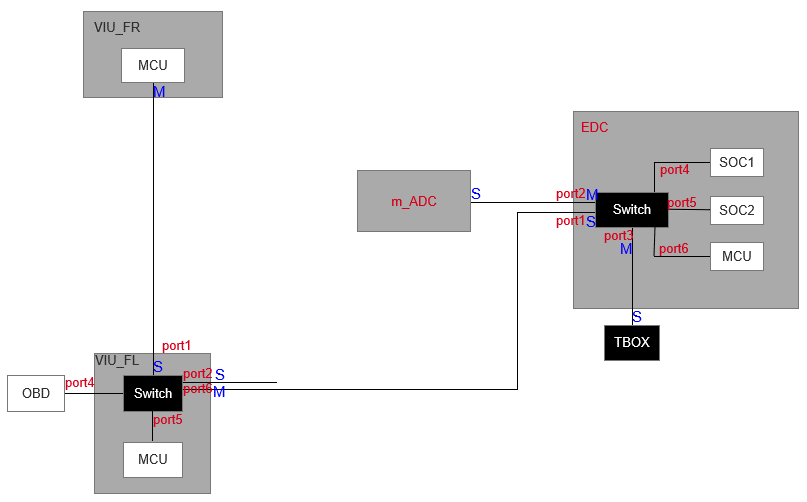 VIU_FR
MCU
M
EDC
SOC1
port4
m_ADC
S
port2
M
Switch
port5
SOC2
port1
S
port3
M
port6
MCU
S
TBOX
port1
VIU_FL
S
OBD
port4
Switch
port2
S
port6
M
port5
MCU